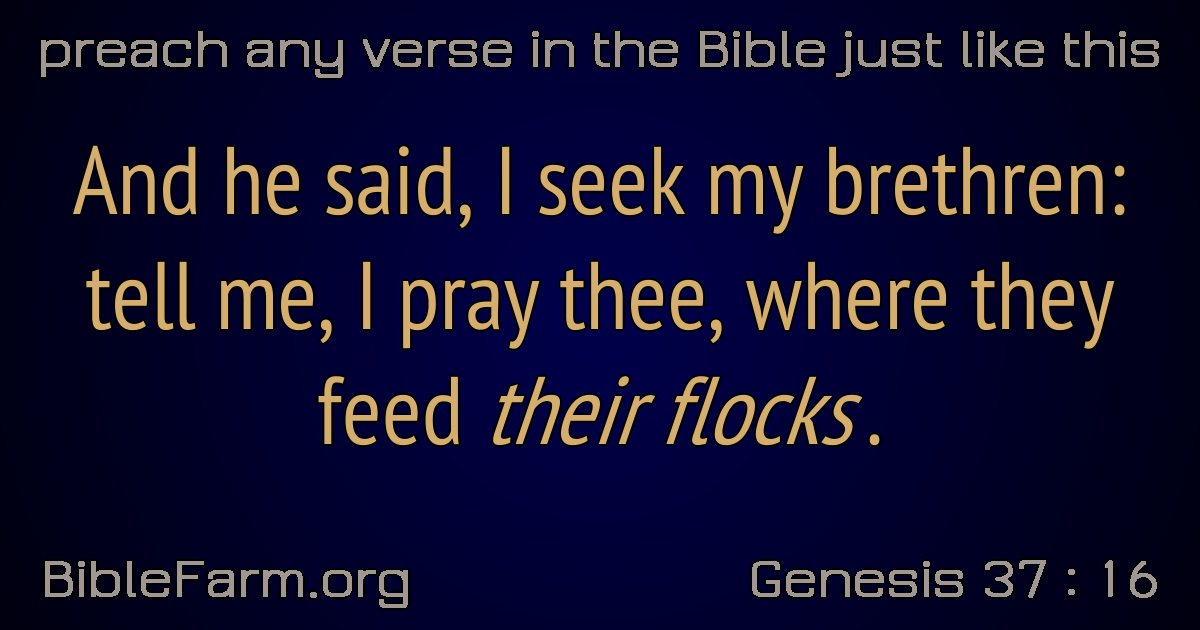 preach any verse in the Bible just like this
And he said, I seek my brethren:
tell me, I pray thee, where they
feed their flocks.
BibleFarm.org
Genesis 37 : 16